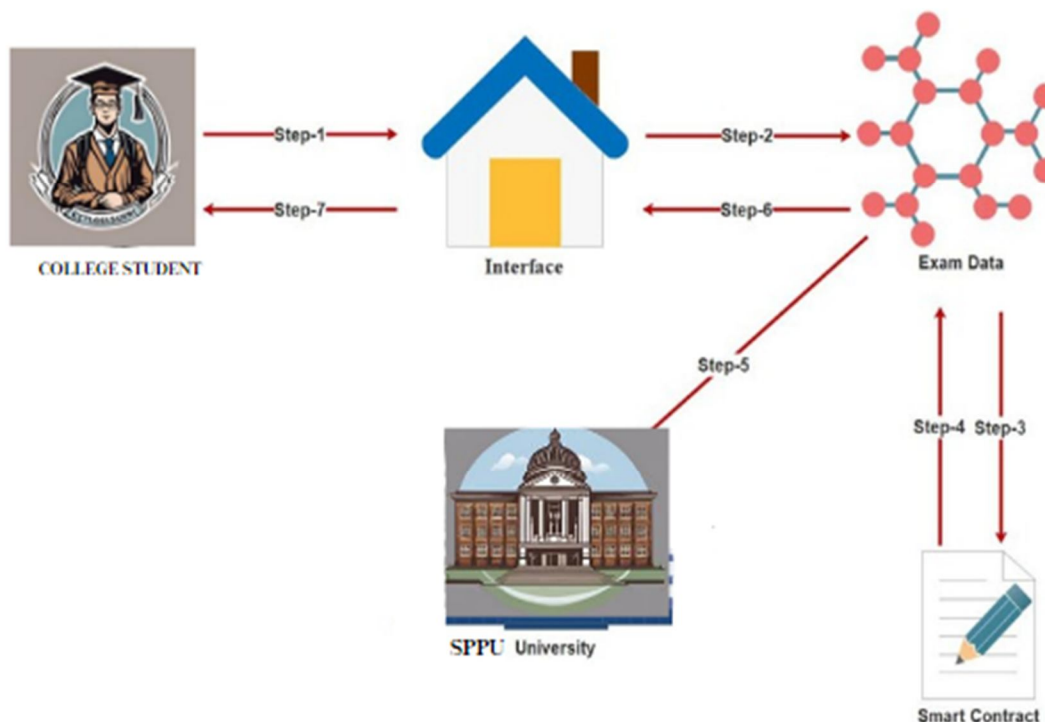 Step-1
Step-2
Step-7
Step-6
COLLEGE STUDENT
Interface
Exam Data
Step-5
Step-4
Step-3
SPPU University
Smart Contract